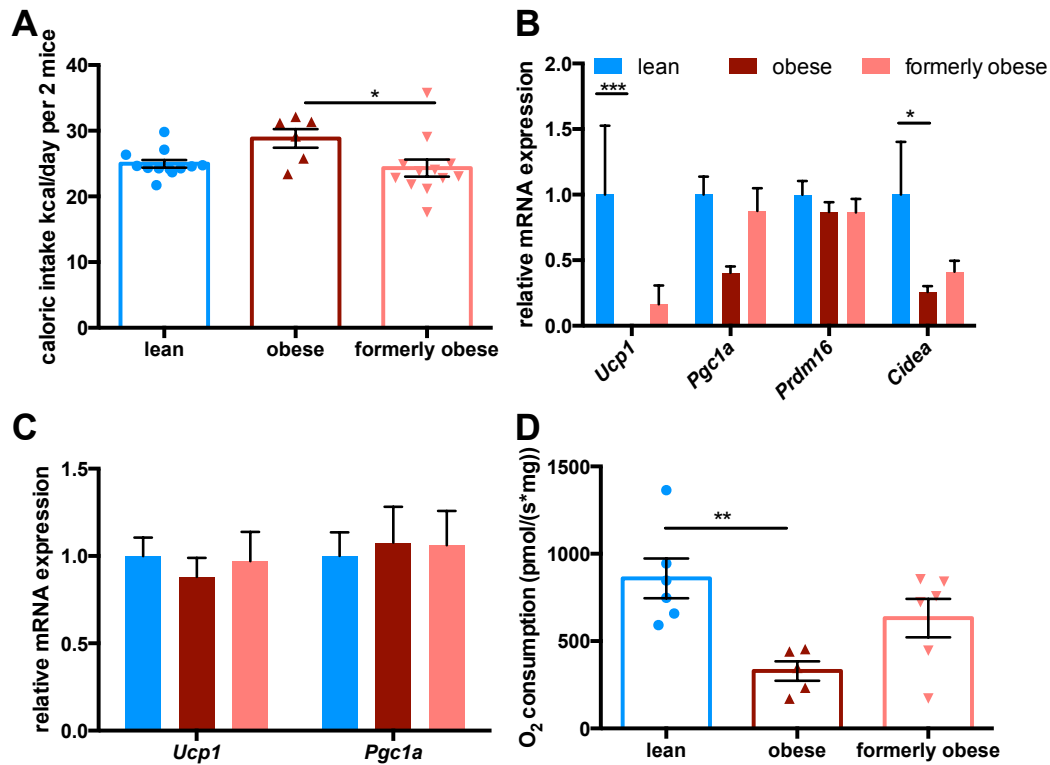 A
caloric intake kcal/day per 2 mice
40
30
20
10
0
*
lean
obese
formerly obese
B
lean
obese
formerly obese
relative mRNA expression
2.0
1.5
1.0
0.5
0.0
***
*
Ucp1
Pgc1a
Prdm16
Cidea
C
relative mRNA expression
1.5
1.0
0.5
0.0
Ucp1
Pgc1a
D
O₂ consumption (pmol/(s*mg))
1500
1000
500
0
**
lean
obese
formerly obese